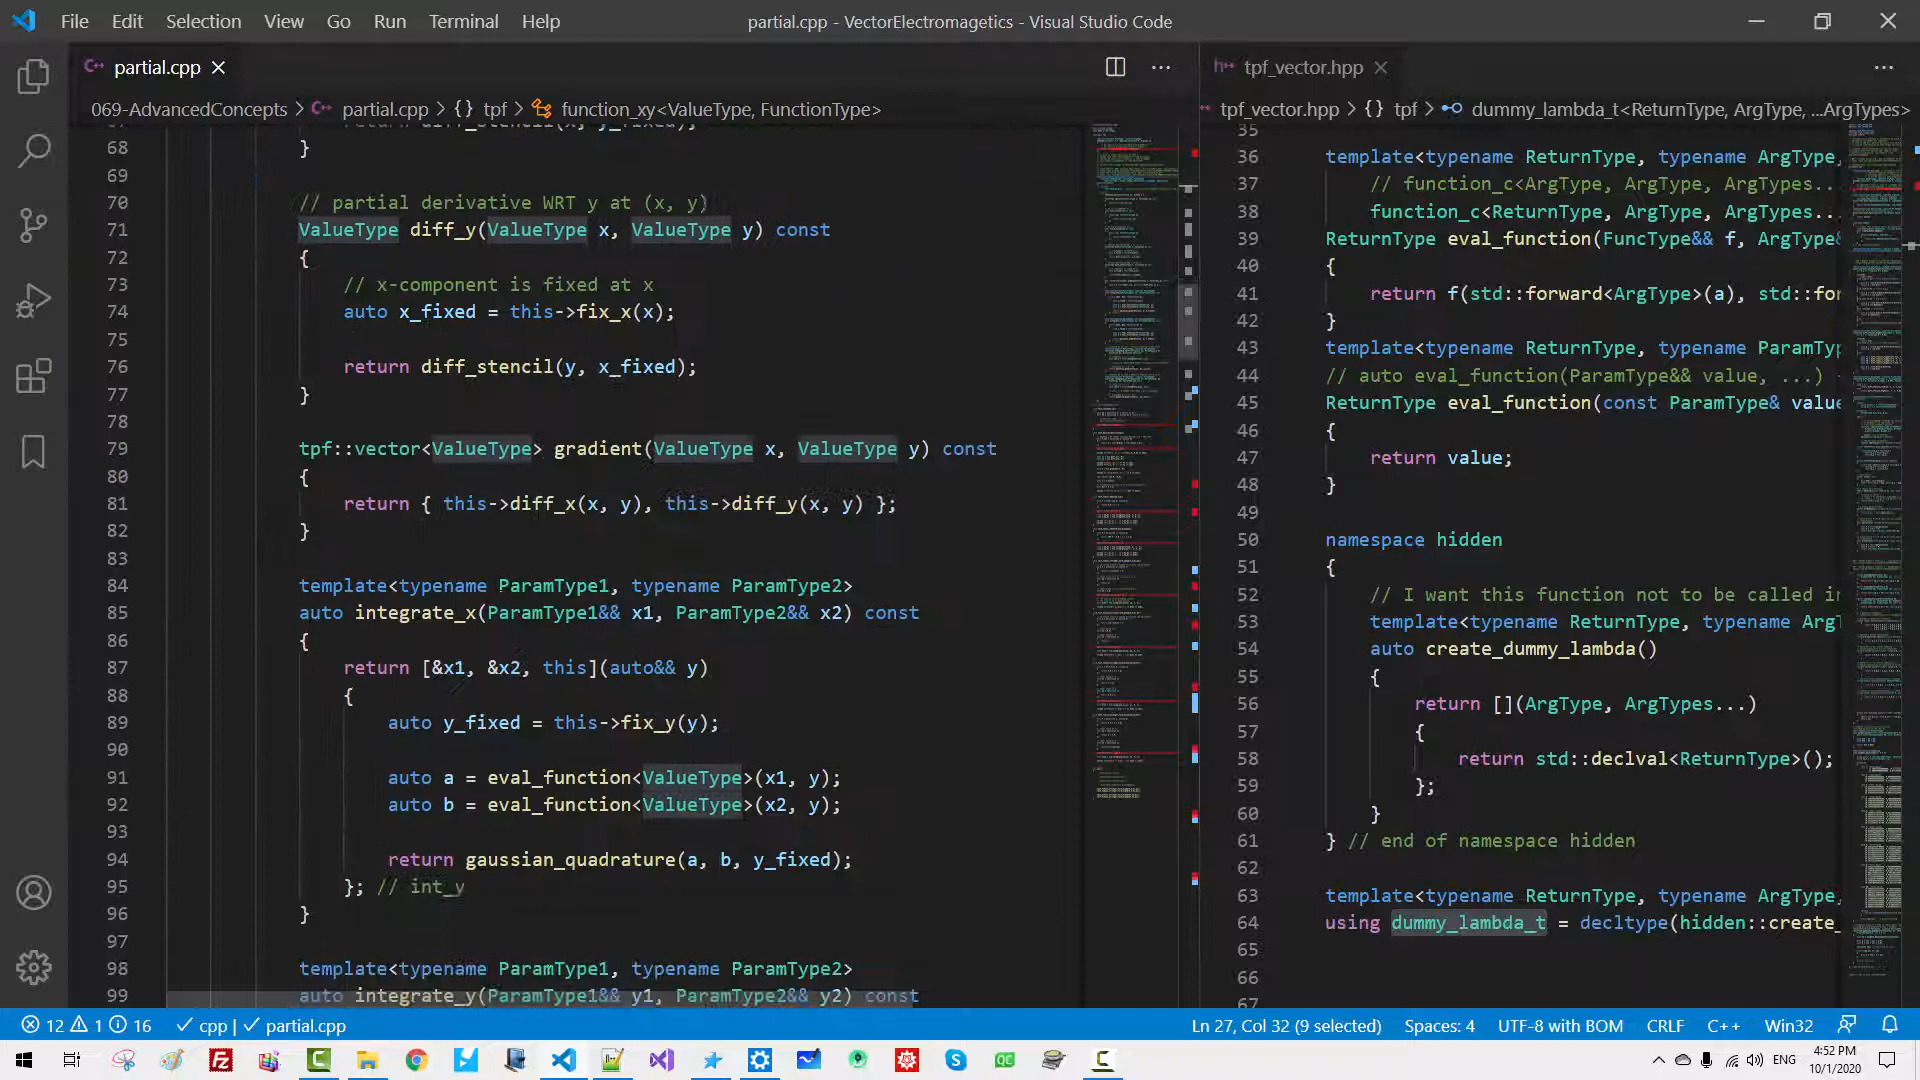 File Edit Selection View Go Run Terminal Help
partial.cpp - VectorElectromagetics - Visual Studio Code
partial.cpp
069-AdvancedConcepts > partial.cpp > {} tpf > function_xy<ValueType, FunctionType>
68 }
69
70 // partial derivative WRT y at (x, y)
71 ValueType diff_y(ValueType x, ValueType y) const
72 {
73 // x-component is fixed at x
74 auto x_fixed = this->fix_x(x);
75
76 return diff_stencil(y, x_fixed);
77 }
78
79 tpf::vector<ValueType> gradient(ValueType x, ValueType y) const
80 {
81 return { this->diff_x(x, y), this->diff_y(x, y) };
82 }
83
84 template<typename ParamType1, typename ParamType2>
85 auto integrate_x(ParamType1&& x1, ParamType2&& x2) const
86 {
87 return [&x1, &x2, this](auto&& y)
88 {
89 auto y_fixed = this->fix_y(y);
90
91 auto a = eval_function<ValueType>(x1, y);
92 auto b = eval_function<ValueType>(x2, y);
93
94 return gaussian_quadrature(a, b, y_fixed);
95 }; // int_y
96 }
97
98 template<typename ParamType1, typename ParamType2>
99 auto integrate_y(ParamType1&& y1, ParamType2&& y2) const
tpf_vector.hpp
tpf_vector.hpp > {} tpf > dummy_lambda_t<ReturnType, ArgType, ...ArgTypes>
35
36 template<typename ReturnType, typename ArgType,
37 // function_c<ArgType, ArgType, ArgTypes..
38 function_c<ReturnType, ArgType, ArgTypes..
39 ReturnType eval_function(FuncType&& f, ArgType&
40 {
41 return f(std::forward<ArgType>(a), std::for
42 }
43 template<typename ReturnType, typename ParamTyp
44 // auto eval_function(ParamType&& value, ...) -
45 ReturnType eval_function(const ParamType& value
46 {
47 return value;
48 }
49
50 namespace hidden
51 {
52 // I want this function not to be called in
53 template<typename ReturnType, typename ArgT
54 auto create_dummy_lambda()
55 {
56 return [](ArgType, ArgTypes...)
57 {
58 return std::declval<ReturnType>();
59 };
60 }
61 } // end of namespace hidden
62
63 template<typename ReturnType, typename ArgType,
64 using dummy_lambda_t = decltype(hidden::create_
65
66
67
12 1 16 cpp | partial.cpp Ln 27, Col 32 (9 selected) Spaces: 4 UTF-8 with BOM CRLF C++ Win32
ENG 4:52 PM
10/1/2020